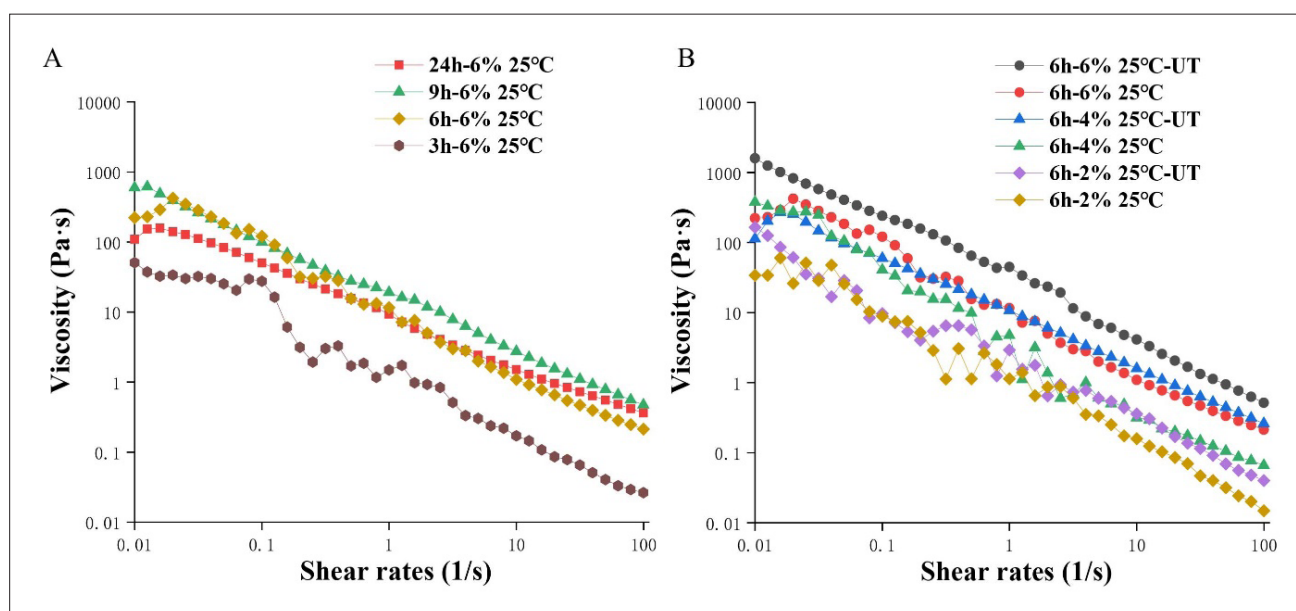 A
24h-6% 25℃
9h-6% 25℃
6h-6% 25℃
3h-6% 25℃
10000
1000
100
10
1
0.1
0.01
Viscosity (Pa·s)
0.01 0.1 1 10 100
Shear rates (1/s)
B
6h-6% 25℃-UT
6h-6% 25℃
6h-4% 25℃-UT
6h-4% 25℃
6h-2% 25℃-UT
6h-2% 25℃
10000
1000
100
10
1
0.1
0.01
Viscosity (Pa·s)
0.01 0.1 1 10 100
Shear rates (1/s)